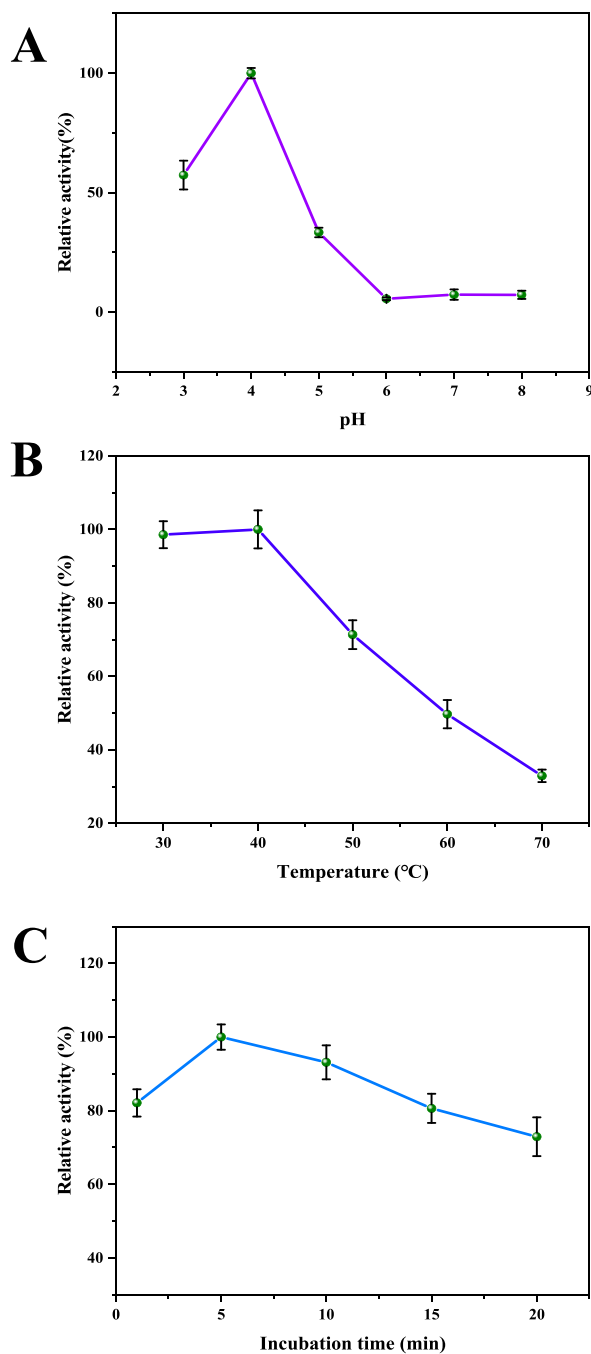 A
Relative activity(%)
100
50
0
2 3 4 5 6 7 8 9
pH
B
Relative activity (%)
120
100
80
60
40
20
30 40 50 60 70
Temperature (℃)
C
Relative activity (%)
120
100
80
60
40
0 5 10 15 20
Incubation time (min)